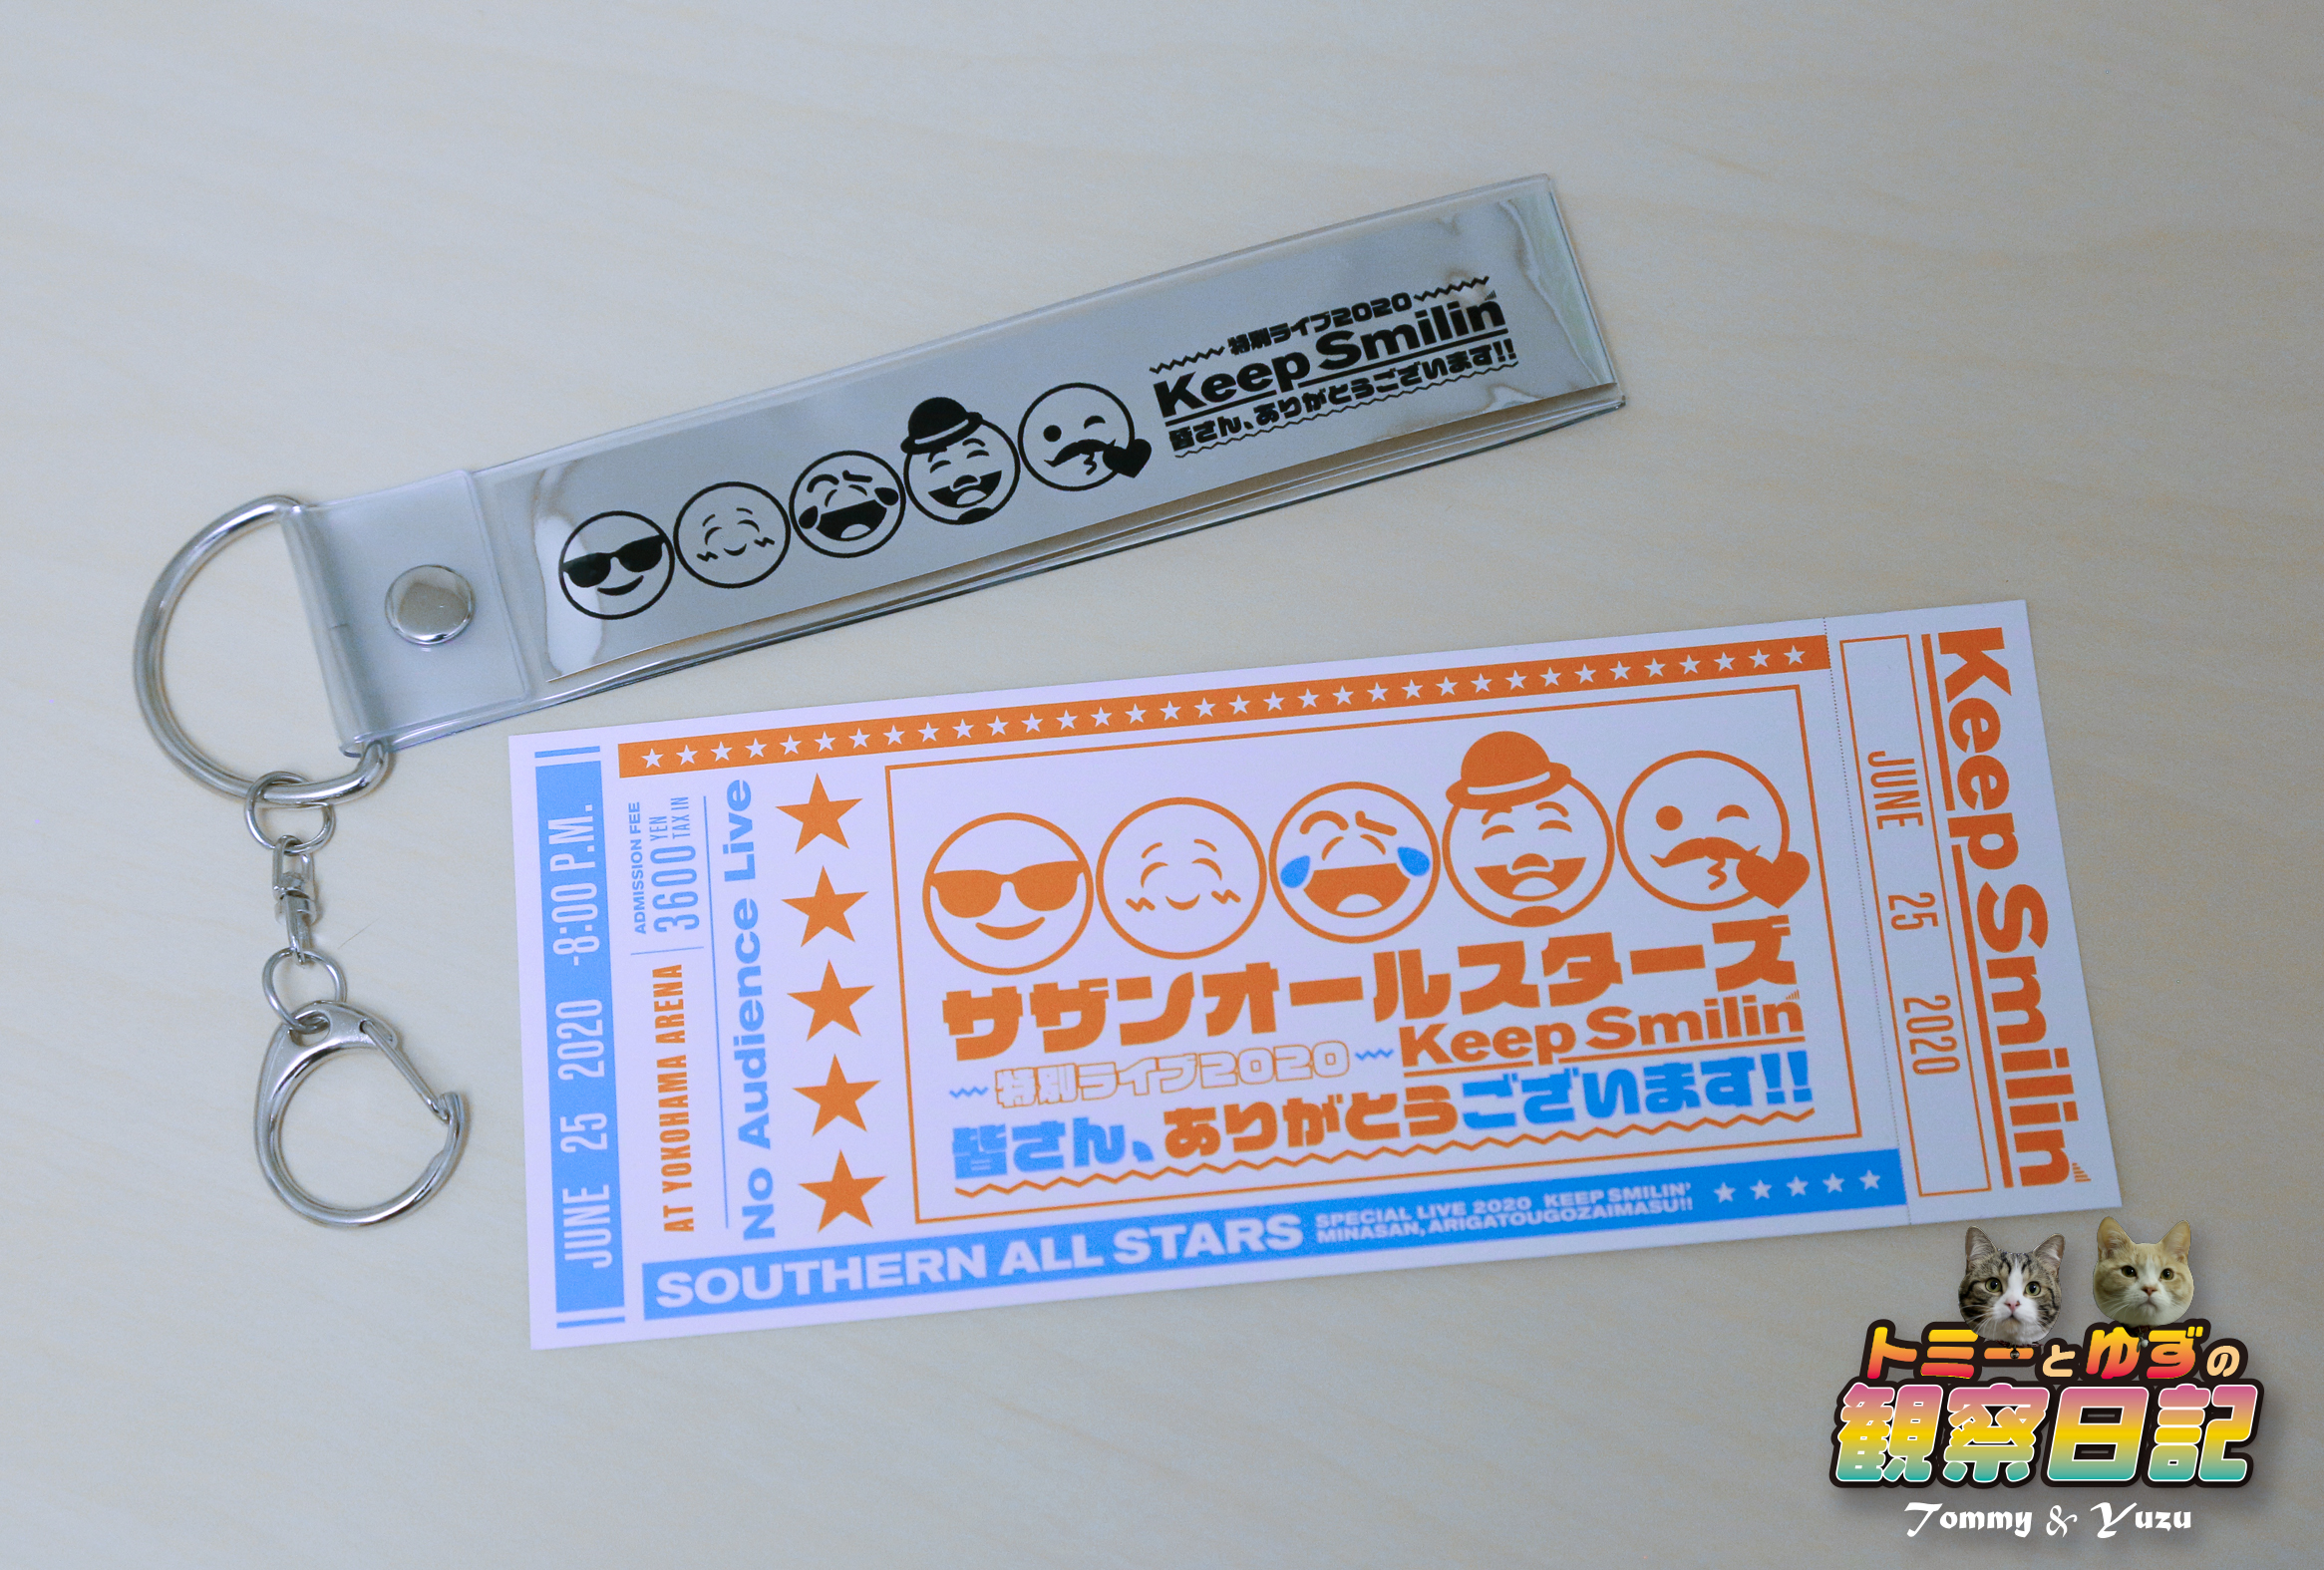 特別ライブ2020
Keep Smilin
皆さん、ありがとうございます!!
JUNE 25 2020 -8:00 P.M.
AT YOKOHAMA ARENA
ADMISSION FEE
3600 YEN TAX IN
No Audience Live
サザンオールスターズ
特別ライブ2020 Keep Smilin
皆さん、ありがとうございます!!
SOUTHERN ALL STARS
SPECIAL LIVE 2020 KEEP SMILIN'
MINASAN, ARIGATOUGOZAIMASU!!
JUNE 25 2020
Keep Smilin
トミーとゆずの
観察日記
Tommy & Yuzu